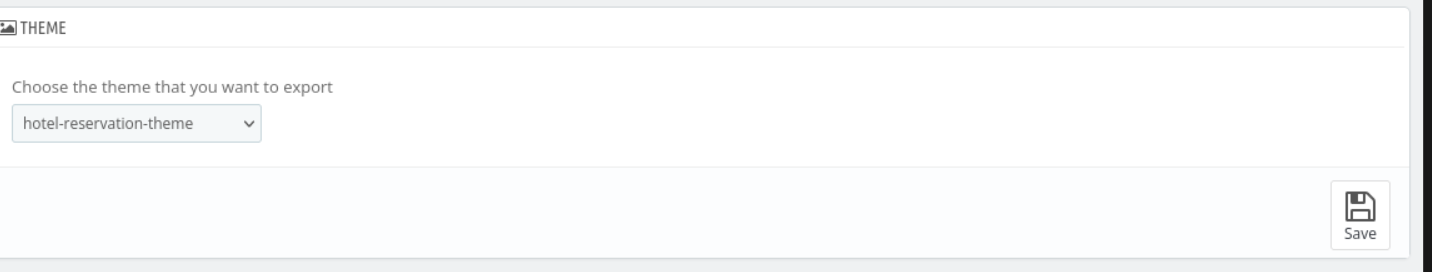 THEME
Choose the theme that you want to export
hotel-reservation-theme
Save